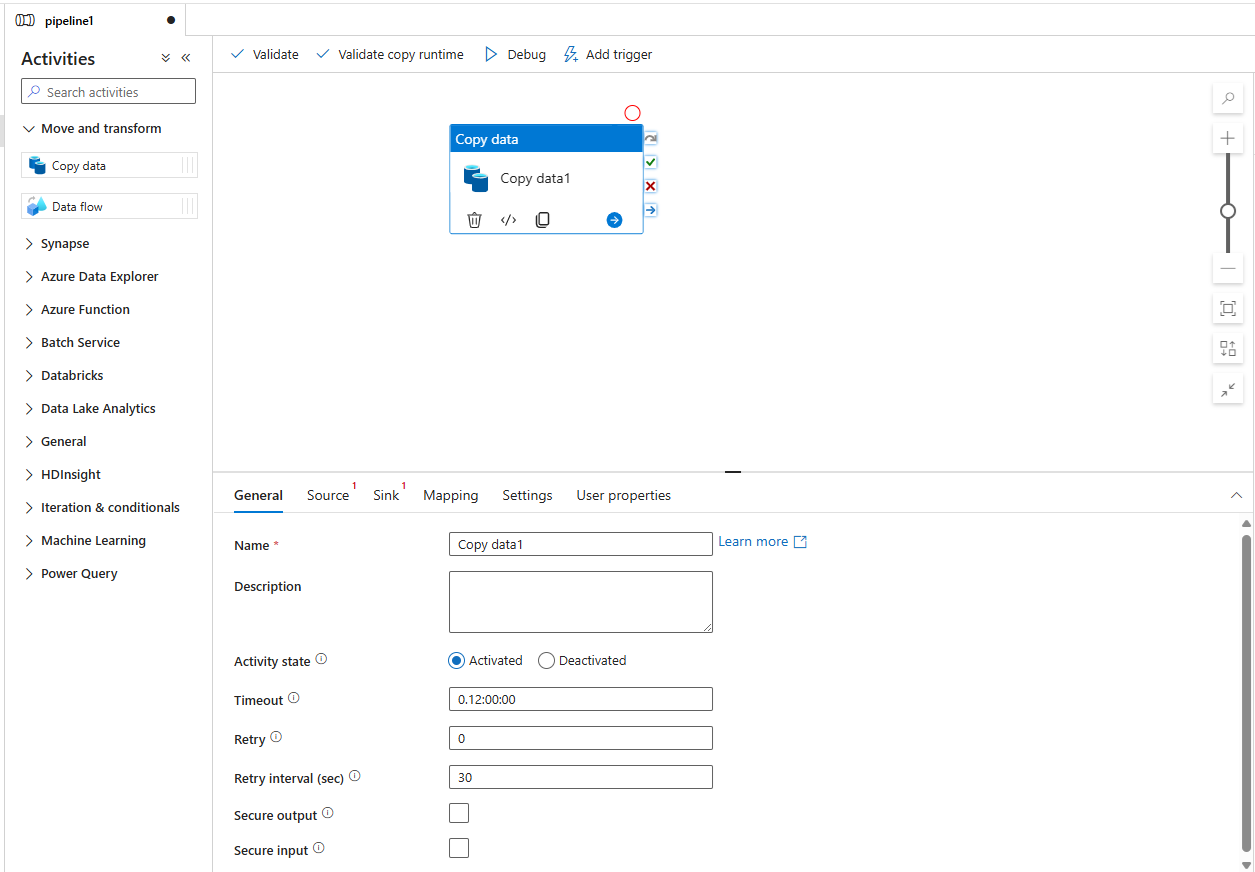 pipeline1
Activities
Search activities
Move and transform
Copy data
Data flow
Synapse
Azure Data Explorer
Azure Function
Batch Service
Databricks
Data Lake Analytics
General
HDInsight
Iteration & conditionals
Machine Learning
Power Query
Validate Validate copy runtime Debug Add trigger
Copy data
Copy data1
General Source 1 Sink 1 Mapping Settings User properties
Name * Copy data1 Learn more
Description
Activity state Activated Deactivated
Timeout 0.12:00:00
Retry 0
Retry interval (sec) 30
Secure output
Secure input